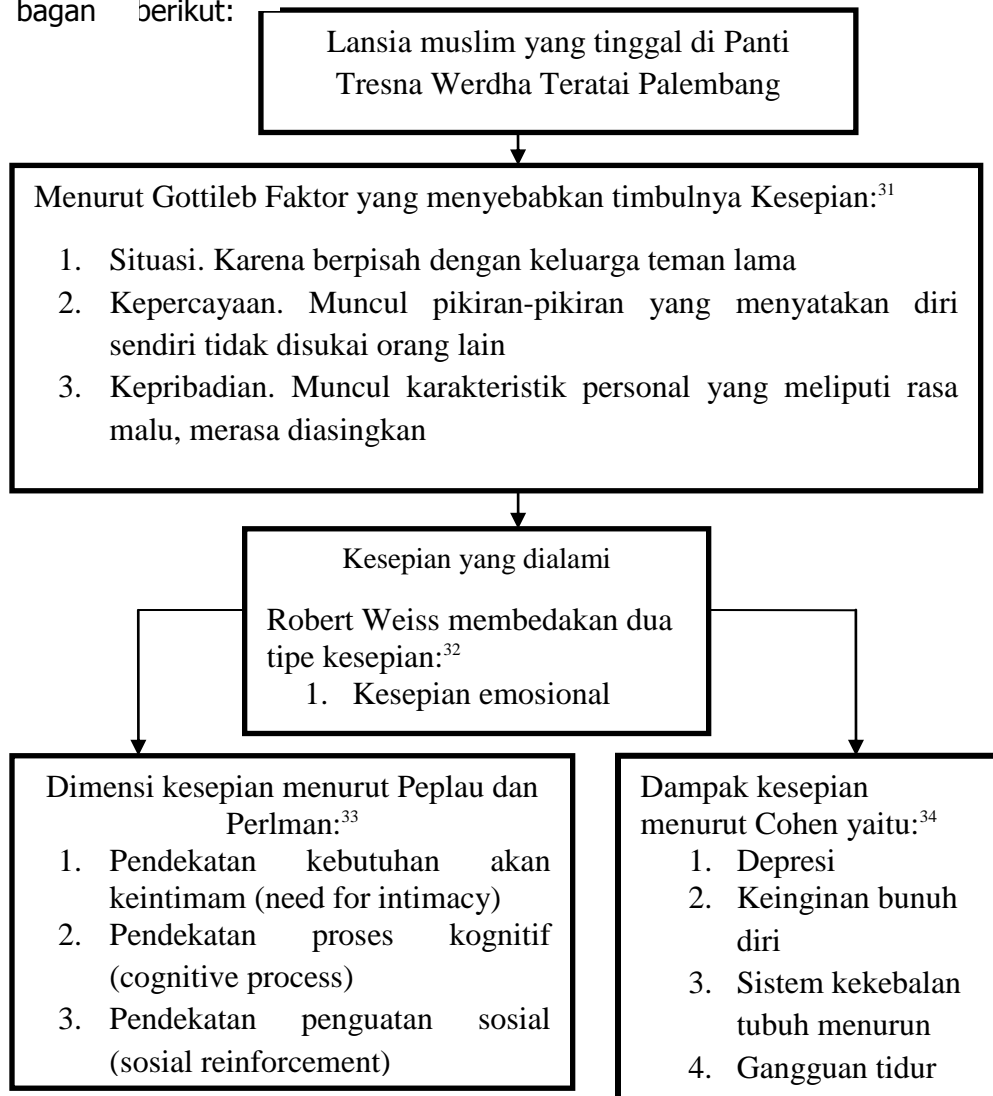 bagan berikut:
Lansia muslim yang tinggal di Panti
Tresna Werdha Teratai Palembang
Menurut Gottileb Faktor yang menyebabkan timbulnya Kesepian:31
1. Situasi. Karena berpisah dengan keluarga teman lama
2. Kepercayaan. Muncul pikiran-pikiran yang menyatakan diri
sendiri tidak disukai orang lain
3. Kepribadian. Muncul karakteristik personal yang meliputi rasa
malu, merasa diasingkan
Kesepian yang dialami
Robert Weiss membedakan dua
tipe kesepian:32
1. Kesepian emosional
Dimensi kesepian menurut Peplau dan
Perlman:33
1. Pendekatan kebutuhan akan
keintimam (need for intimacy)
2. Pendekatan proses kognitif
(cognitive process)
3. Pendekatan penguatan sosial
(sosial reinforcement)
Dampak kesepian
menurut Cohen yaitu:34
1. Depresi
2. Keinginan bunuh
diri
3. Sistem kekebalan
tubuh menurun
4. Gangguan tidur